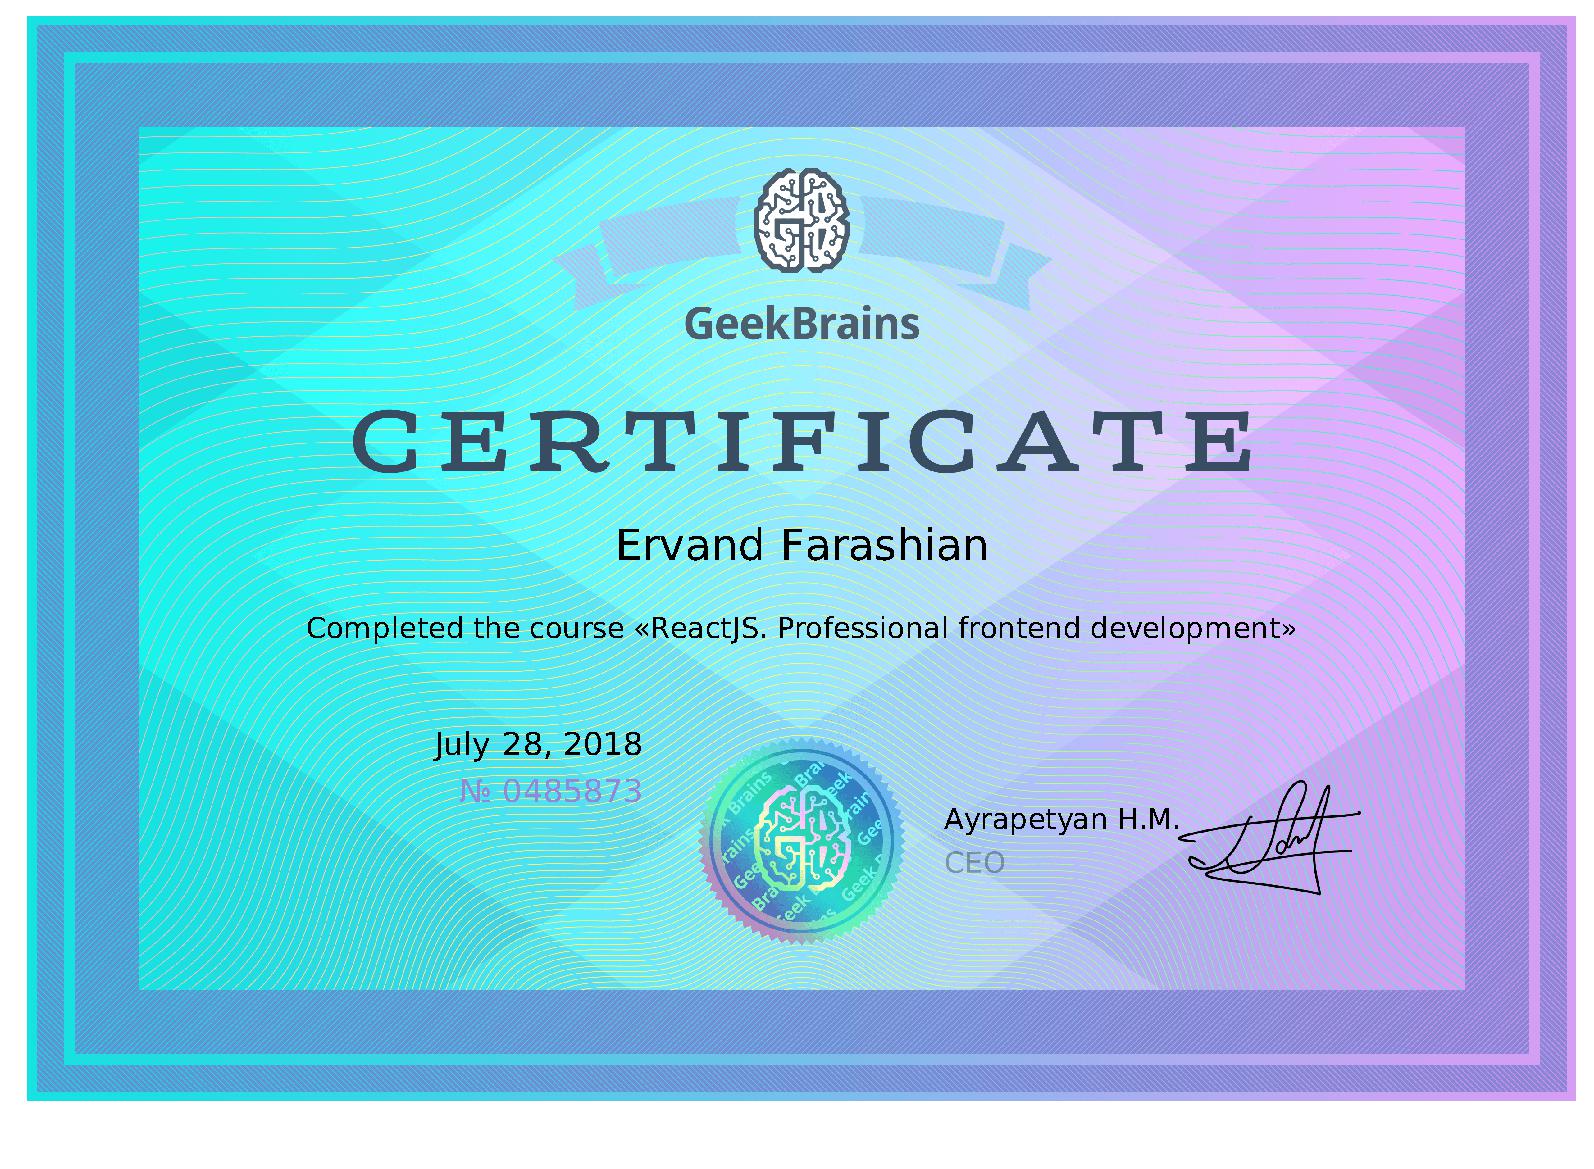 GeekBrains
CERTIFICATE
Ervand Farashian
Completed the course «ReactJS. Professional frontend development»
July 28, 2018
№ 0485873
Ayrapetyan H.M.
CEO